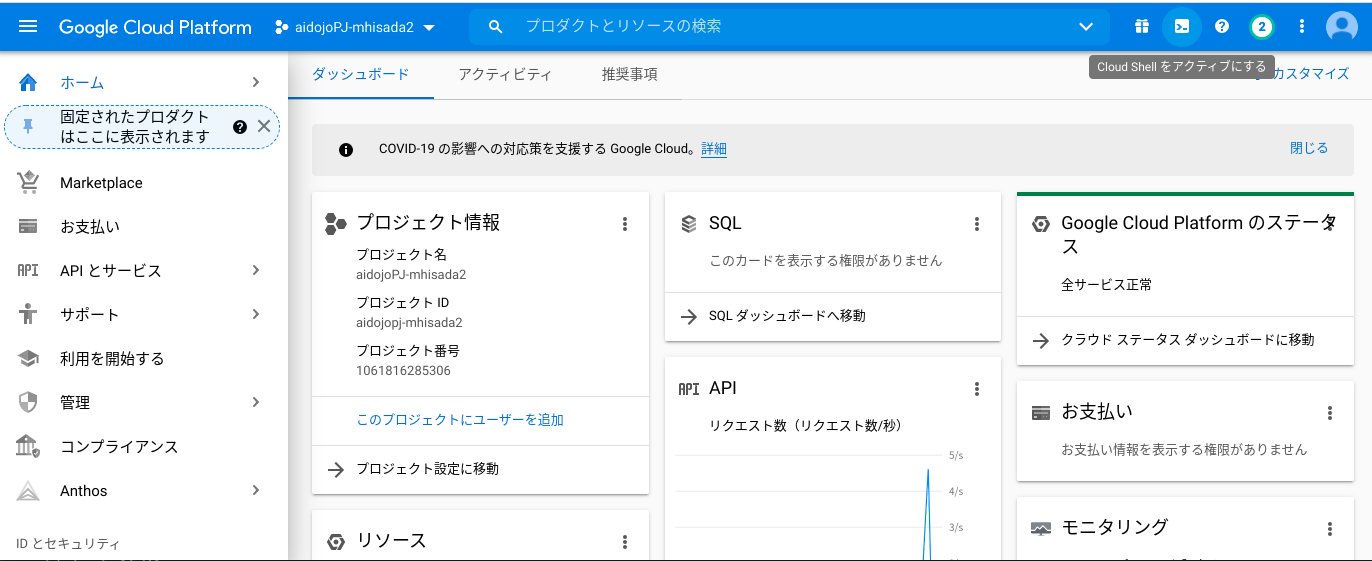 Google Cloud Platform
aidojoPJ-mhisada2
プロダクトとリソースの検索
2
ホーム
固定されたプロダクト
はここに表示されます
Marketplace
お支払い
API API とサービス
サポート
利用を開始する
管理
コンプライアンス
Anthos
ID とセキュリティ
ダッシュボード
アクティビティ
推奨事項
Cloud Shell をアクティブにする
カスタマイズ
COVID-19 の影響への対応策を支援する Google Cloud。詳細
閉じる
プロジェクト情報
プロジェクト名
aidojoPJ-mhisada2
プロジェクト ID
aidojopj-mhisada2
プロジェクト番号
1061816285306
このプロジェクトにユーザーを追加
プロジェクト設定に移動
リソース
SQL
このカードを表示する権限がありません
SQL ダッシュボードへ移動
API API
リクエスト数（リクエスト数/秒）
5/s
4/s
3/s
Google Cloud Platform のステータ
ス
全サービス正常
クラウド ステータス ダッシュボードに移動
お支払い
お支払い情報を表示する権限がありません
モニタリング